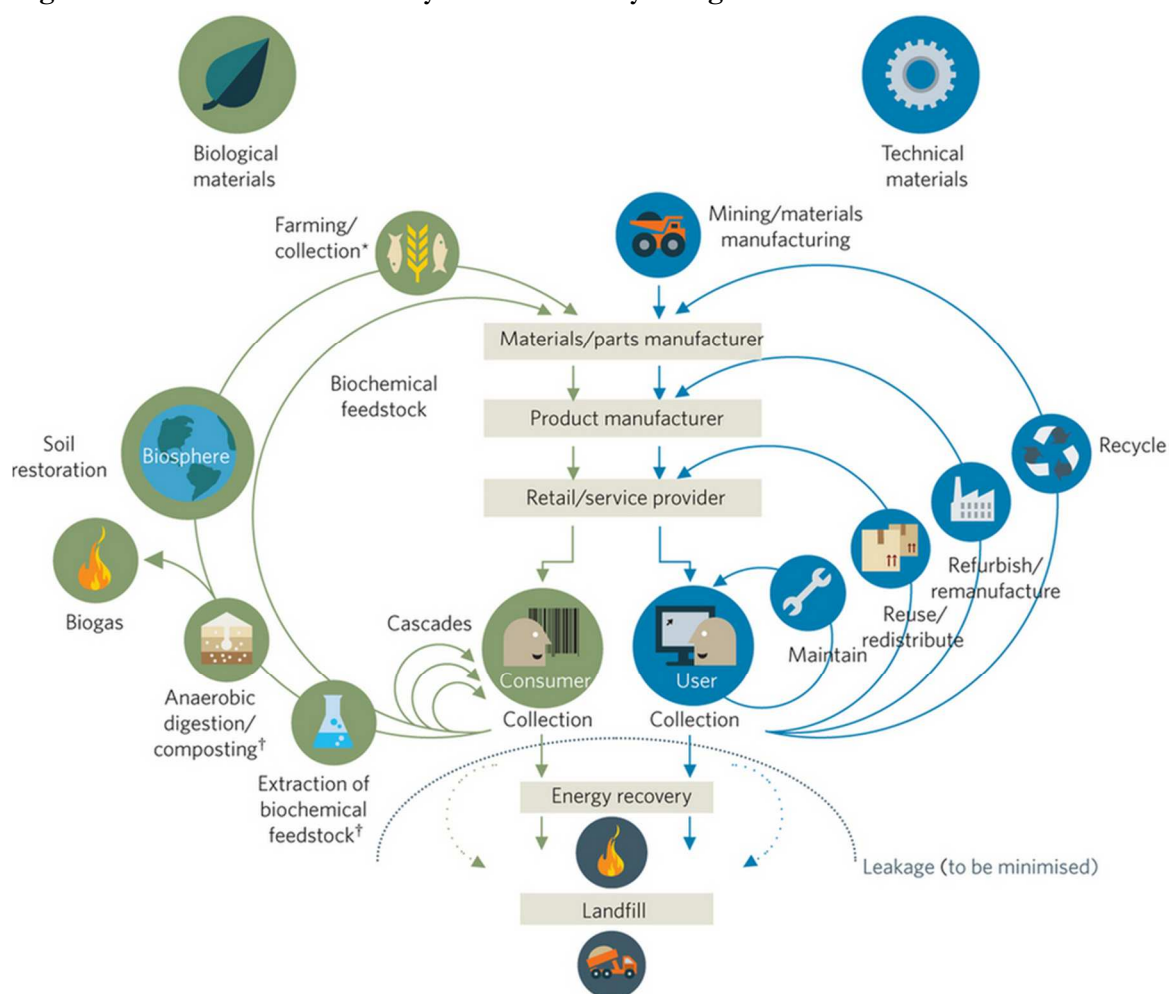 Biological
materials
Technical
materials
Farming/
collection*
Mining/materials
manufacturing
Materials/parts manufacturer
Biochemical
feedstock
Product manufacturer
Soil
restoration
Biosphere
Recycle
Retail/service provider
Biogas
Refurbish/
remanufacture
Reuse/
redistribute
Cascades
Maintain
Consumer
User
Anaerobic
digestion/
composting†
Collection
Collection
Extraction of
biochemical
feedstock†
Energy recovery
Leakage (to be minimised)
Landfill